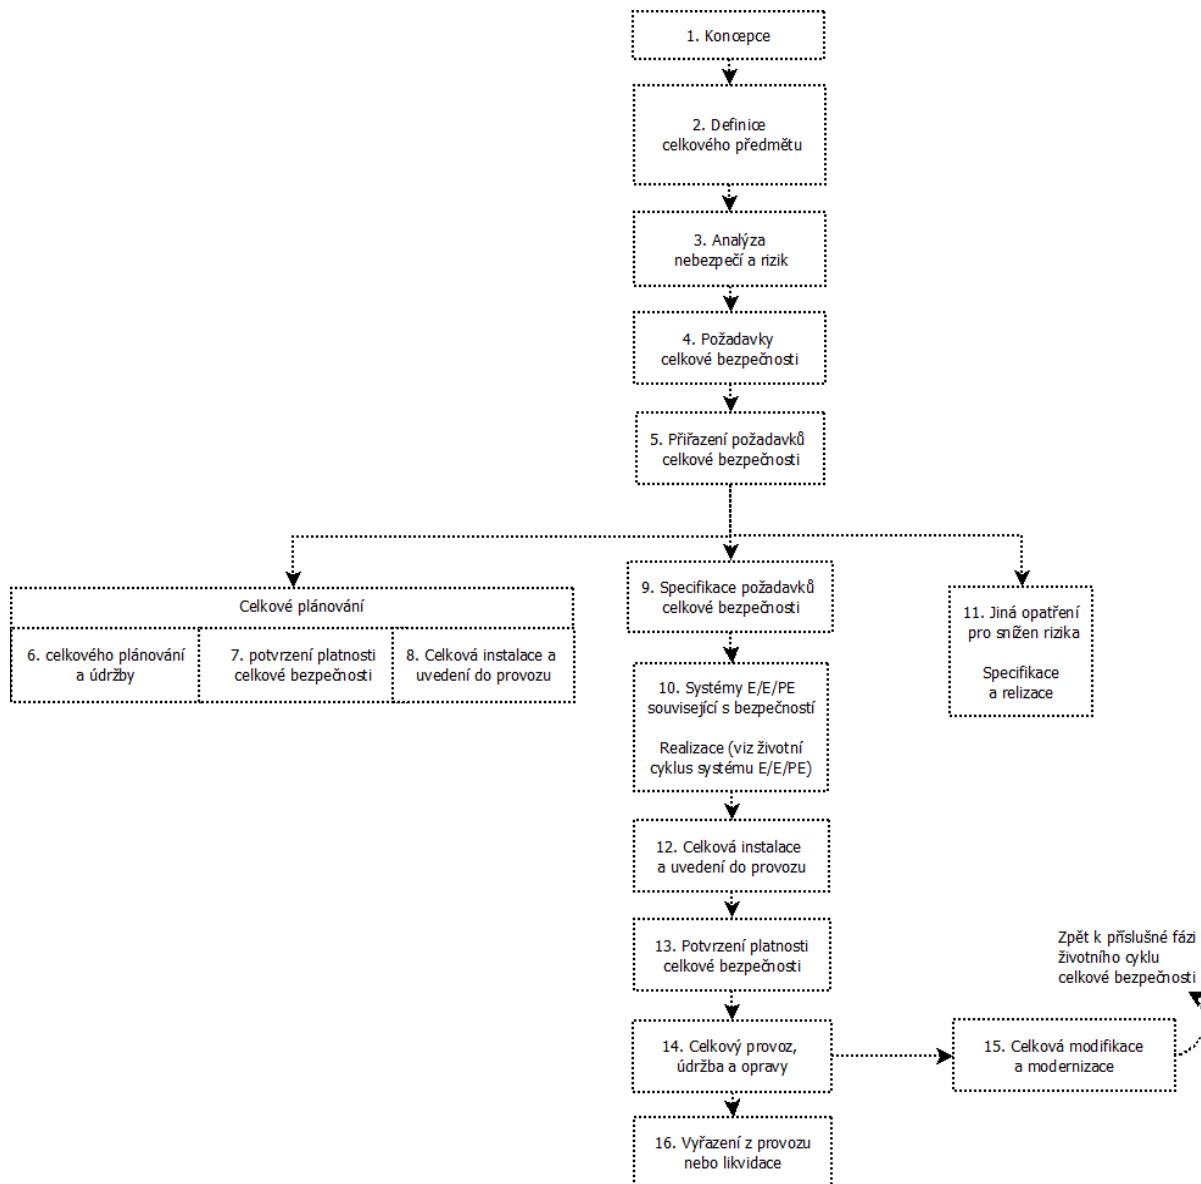 1. Koncepce
2. Definice
celkového předmětu
3. Analýza
nebezpečí a rizik
4. Požadavky
celkové bezpečnosti
5. Přiřazení požadavků
celkové bezpečnosti
Celkové plánování
6. celkového plánování
a údržby
7. potvrzení platnosti
celkové bezpečnosti
8. Celková instalace a
uvedení do provozu
9. Specifikace požadavků
celkové bezpečnosti
10. Systémy E/E/PE
související s bezpečností
Realizace (viz životní
cyklus systému E/E/PE)
11. Jiná opatření
pro snížen rizika
Specifikace
a relizace
12. Celková instalace
a uvedení do provozu
13. Potvrzení platnosti
celkové bezpečnosti
Zpět k příslušné fázi
životního cyklu
celkové bezpečnosti
14. Celkový provoz,
údržba a opravy
15. Celková modifikace
a modernizace
16. Vyřazení z provozu
nebo likvidace